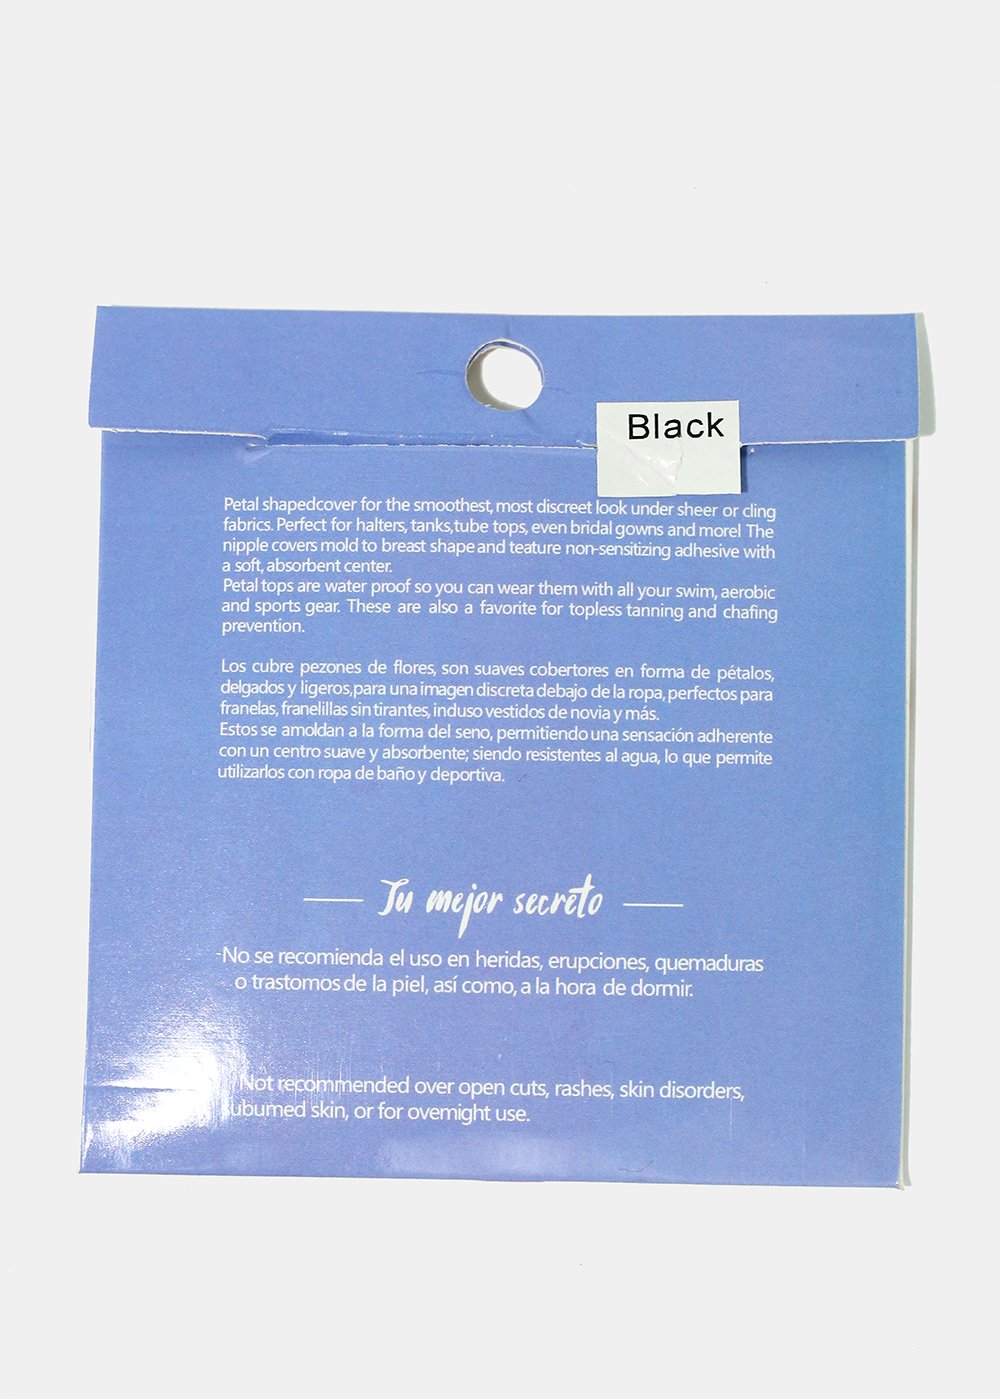 Black
Petal shapedcover for the smoothest, most discreet look under sheer or cling
fabrics. Perfect for halters, tanks,tube tops, even bridal gowns and more! The
nipple covers mold to breast shape and teature non-sensitizing adhesive with
a soft, absorbent center.
Petal tops are water proof so you can wear them with all your swim, aerobic
and sports gear. These are also a favorite for topless tanning and chafing
prevention.
Los cubre pezones de flores, son suaves cobertores en forma de pétalos,
delgados y ligeros,para una imagen discreta debajo de la ropa, perfectos para
franelas, franelillas sin tirantes, induso vestidos de novia y más.
Estos se amoldan a la forma del seno, permitiendo una sensación adherente
con un centro suave y absorbente; siendo resistentes al agua, lo que permite
utilizarlos con ropa de baño y deportiva.
Tu mejor secreto
-No se recomienda el uso en heridas, erupciones, quemaduras
o trastomos de la piel, así como, a la hora de dormir.
Not recommended over open cuts, rashes, skin disorders,
subumed skin, or for ovemight use.